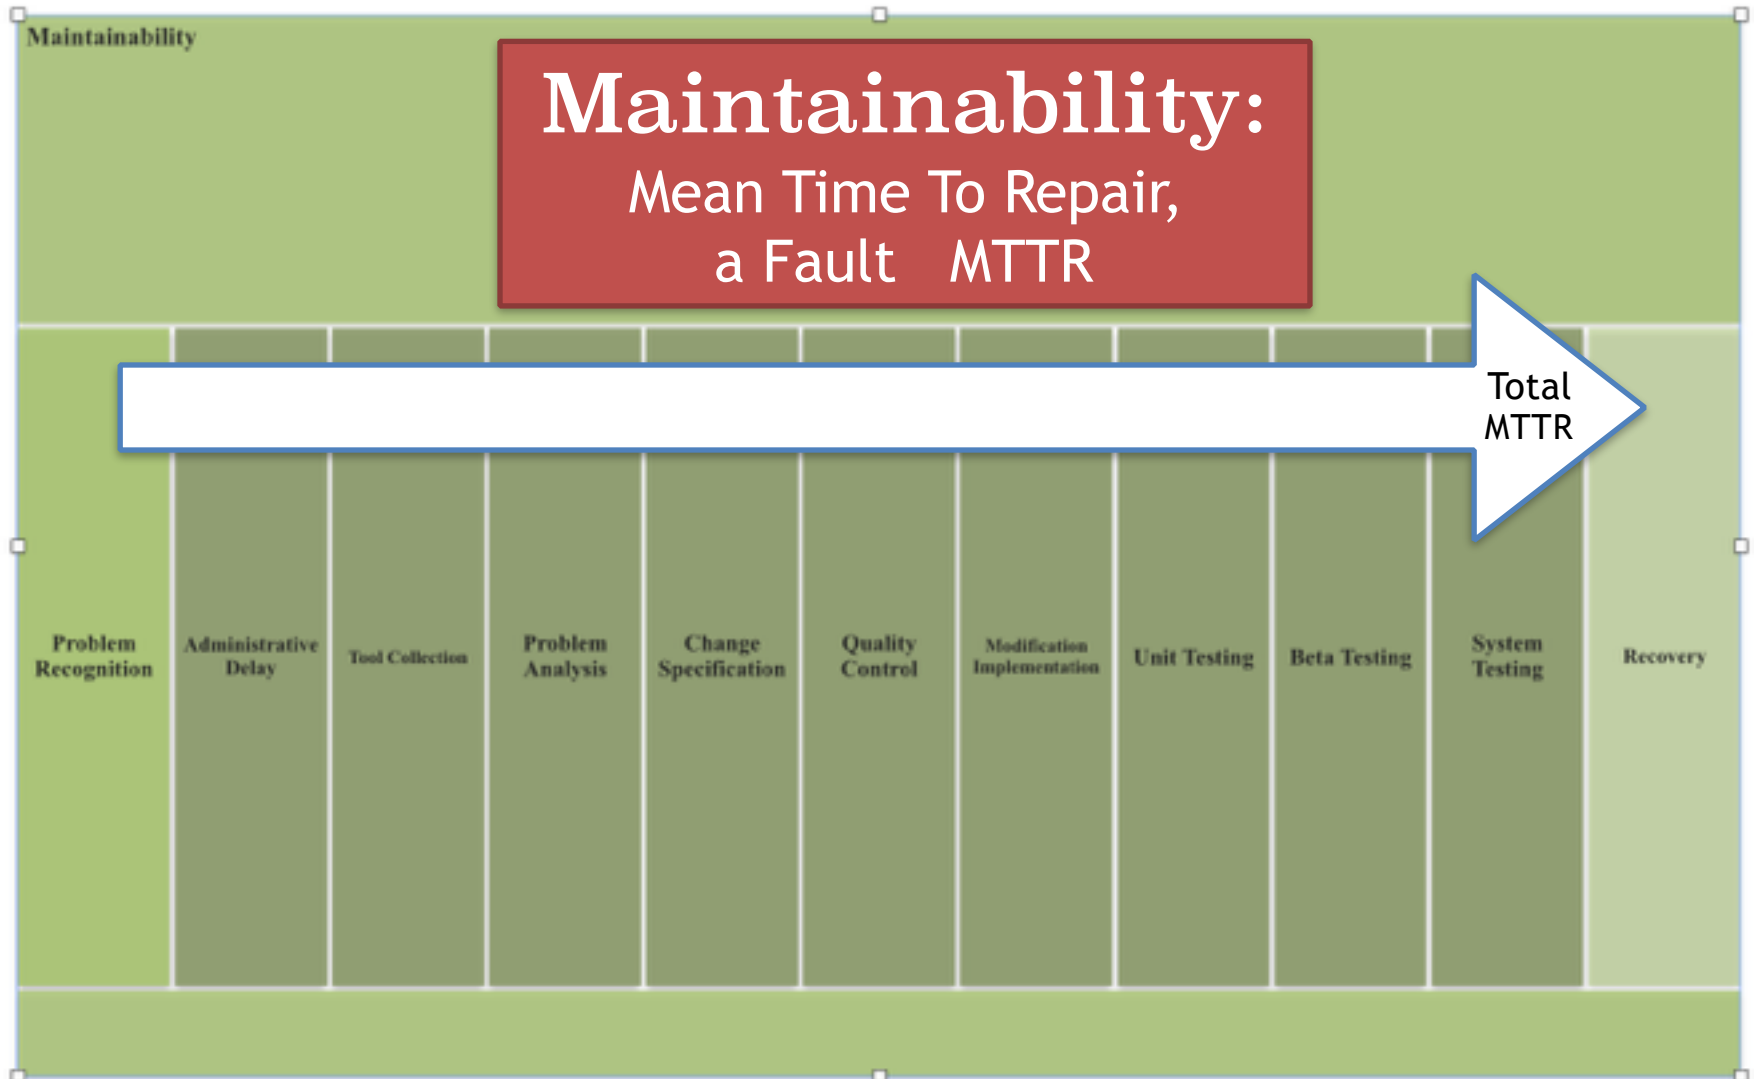 Maintainability
Maintainability:
Mean Time To Repair,
a Fault MTTR
Total
MTTR
Problem
Recognition
Administrative
Delay
Tool Collection
Problem
Analysis
Change
Specification
Quality
Control
Modification
Implementation
Unit Testing
Beta Testing
System
Testing
Recovery